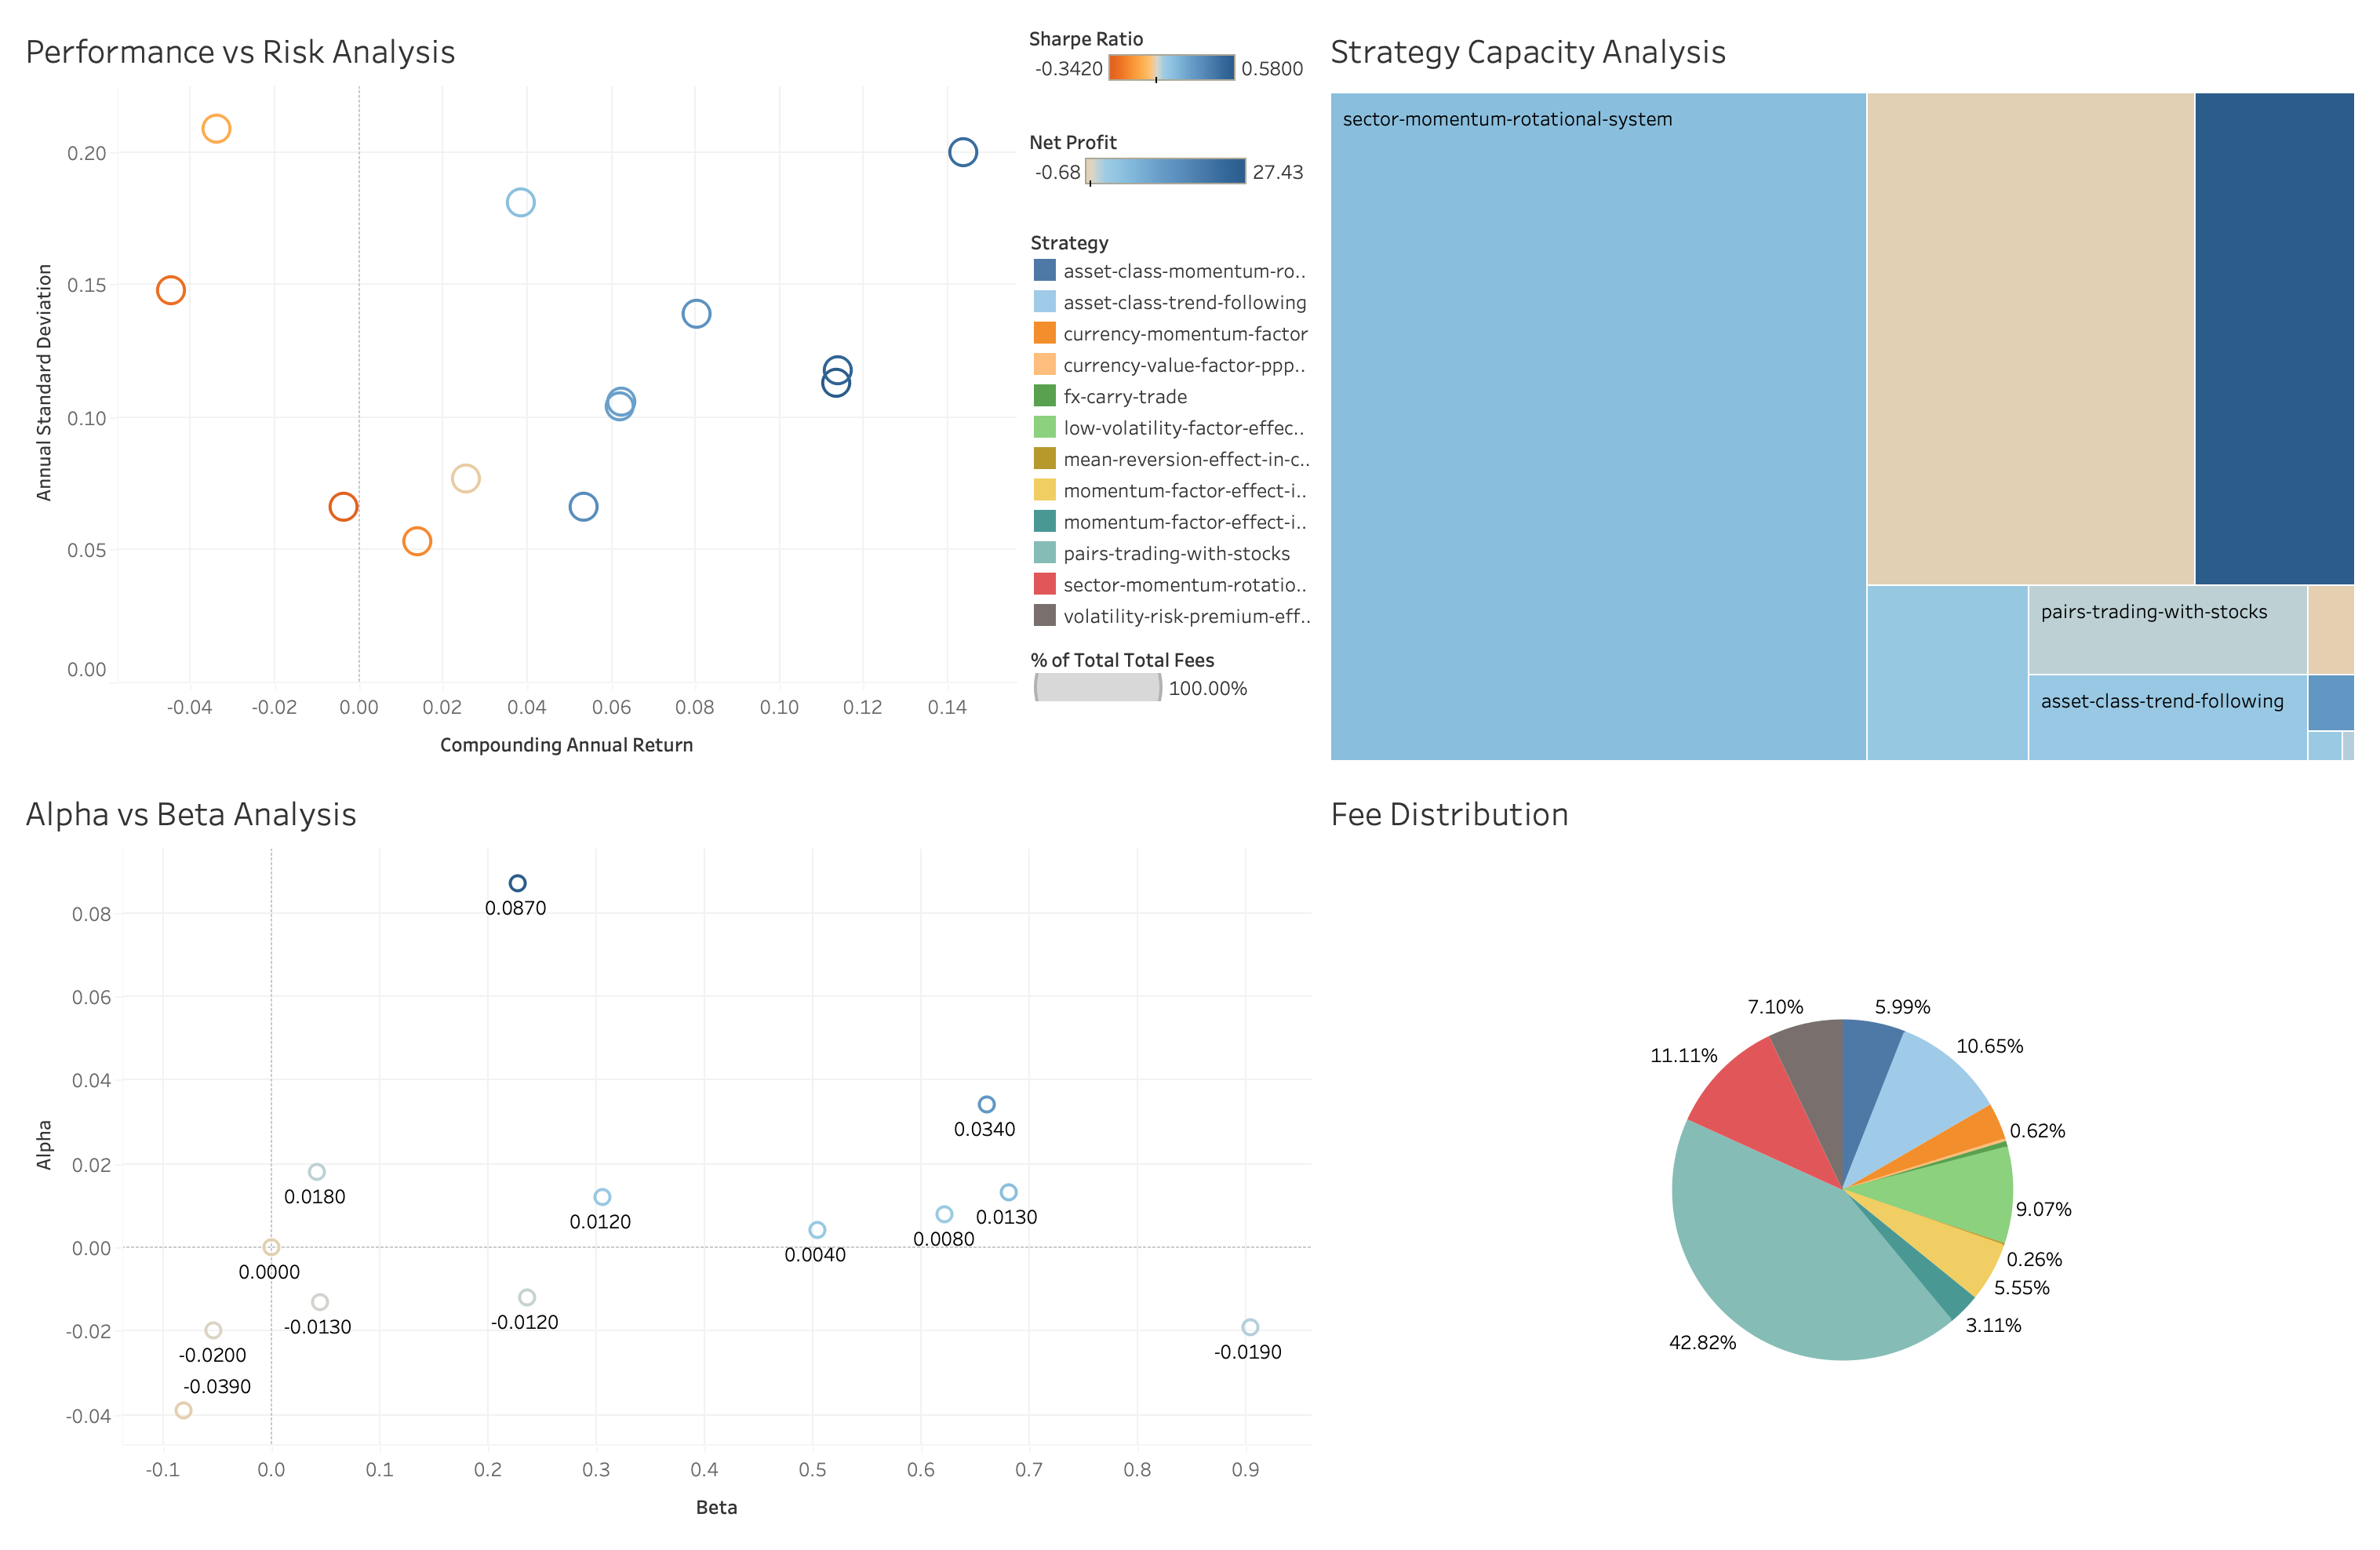 Performance vs Risk Analysis
Annual Standard Deviation
0.20
0.15
0.10
0.05
0.00
-0.04
-0.02
0.00
0.02
0.04
0.06
0.08
0.10
0.12
0.14
Compounding Annual Return
Sharpe Ratio
-0.3420
0.5800
Net Profit
-0.68
27.43
Strategy
asset-class-momentum-ro..
asset-class-trend-following
currency-momentum-factor
currency-value-factor-ppp..
fx-carry-trade
low-volatility-factor-effec..
mean-reversion-effect-in-c..
momentum-factor-effect-i..
momentum-factor-effect-i..
pairs-trading-with-stocks
sector-momentum-rotatio..
volatility-risk-premium-eff..
% of Total Total Fees
100.00%
Strategy Capacity Analysis
sector-momentum-rotational-system
pairs-trading-with-stocks
asset-class-trend-following
Alpha vs Beta Analysis
Alpha
0.08
0.06
0.04
0.02
0.00
-0.02
-0.04
0.0870
0.0340
0.0180
0.0120
0.0130
0.0080
0.0040
0.0000
-0.0130
-0.0120
-0.0200
-0.0190
-0.0390
-0.1
0.0
0.1
0.2
0.3
0.4
0.5
0.6
0.7
0.8
0.9
Beta
Fee Distribution
7.10%
5.99%
11.11%
10.65%
0.62%
9.07%
0.26%
5.55%
3.11%
42.82%